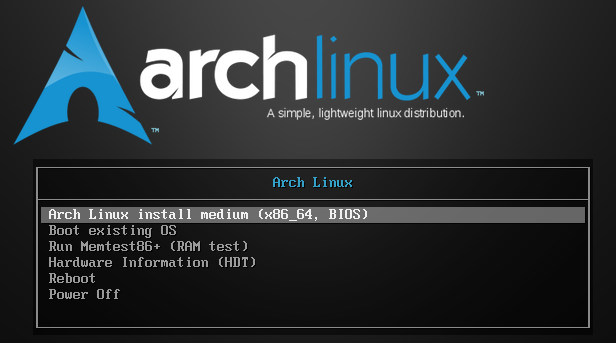 archlinux™
A simple, lightweight linux distribution.
™
Arch Linux
Arch Linux install medium (x86_64, BIOS)
Boot existing OS
Run Memtest86+ (RAM test)
Hardware Information (HDT)
Reboot
Power Off